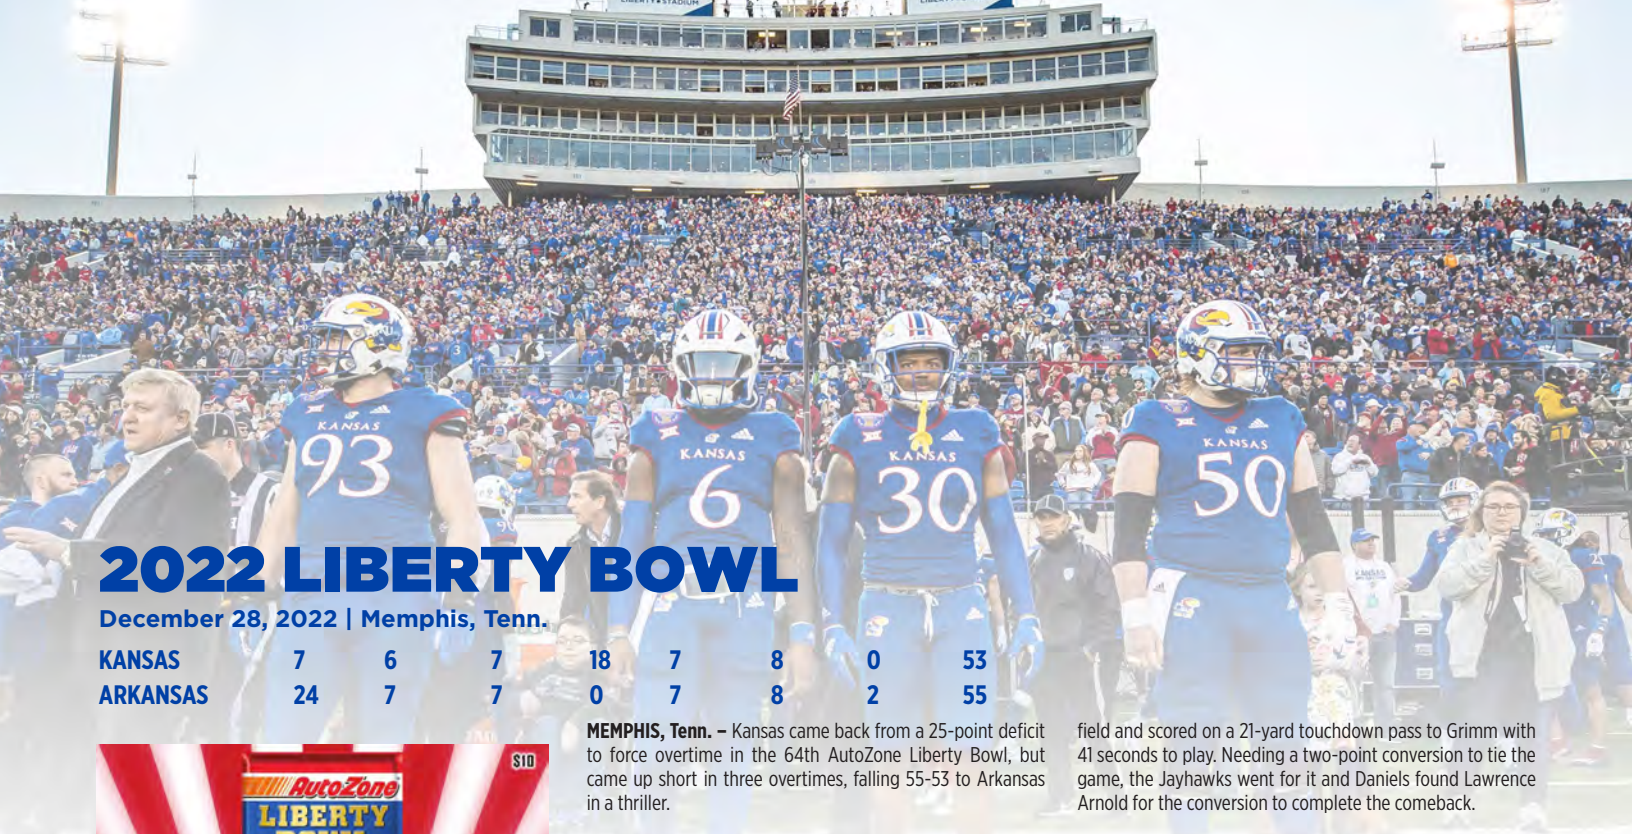 LIBERTY STADIUM
KANSAS
93
KANSAS
6
KANSAS
30
KANSAS
50
90
3
KANSAS
2022 LIBERTY BOWL
December 28, 2022 | Memphis, Tenn.
KANSAS 7 6 7 18 7 8 0 53
ARKANSAS 24 7 7 0 7 8 2 55
$10
AutoZone
LIBERTY
BOWL
MEMPHIS, Tenn. – Kansas came back from a 25-point deficit
to force overtime in the 64th AutoZone Liberty Bowl, but
came up short in three overtimes, falling 55-53 to Arkansas
in a thriller.
field and scored on a 21-yard touchdown pass to Grimm with
41 seconds to play. Needing a two-point conversion to tie the
game, the Jayhawks went for it and Daniels found Lawrence
Arnold for the conversion to complete the comeback.